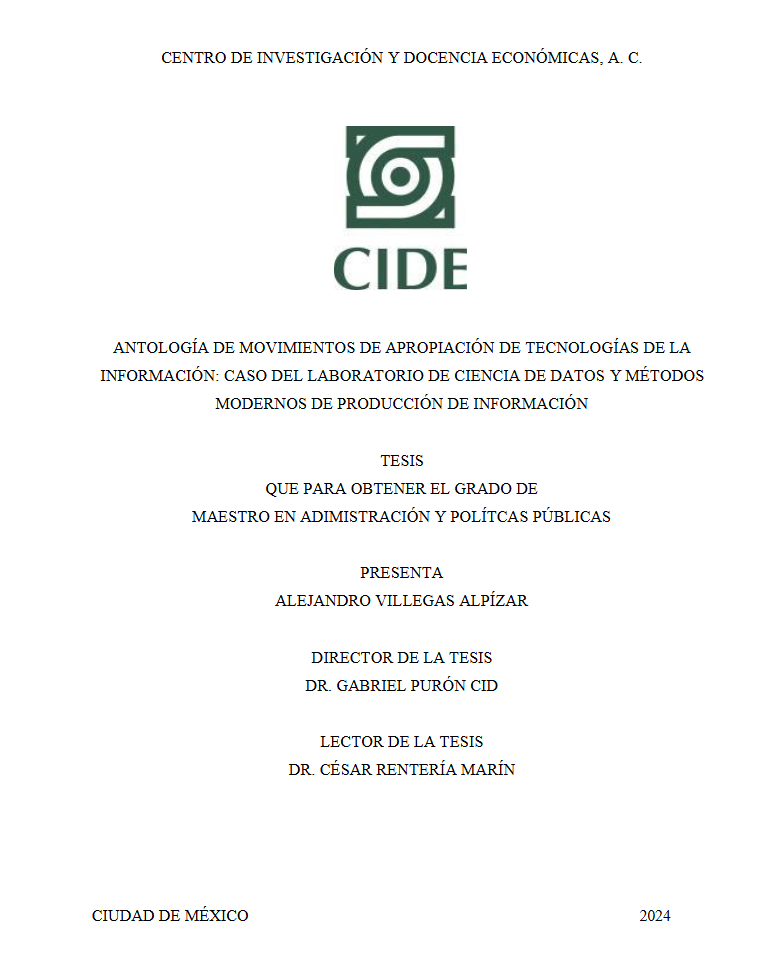 CENTRO DE INVESTIGACIÓN Y DOCENCIA ECONÓMICAS, A. C.
CIDE
ANTOLOGÍA DE MOVIMIENTOS DE APROPIACIÓN DE TECNOLOGÍAS DE LA
INFORMACIÓN: CASO DEL LABORATORIO DE CIENCIA DE DATOS Y MÉTODOS
MODERNOS DE PRODUCCIÓN DE INFORMACIÓN
TESIS
QUE PARA OBTENER EL GRADO DE
MAESTRO EN ADIMISTRACIÓN Y POLÍTCAS PÚBLICAS
PRESENTA
ALEJANDRO VILLEGAS ALPÍZAR
DIRECTOR DE LA TESIS
DR. GABRIEL PURÓN CID
LECTOR DE LA TESIS
DR. CÉSAR RENTERÍA MARÍN
CIUDAD DE MÉXICO 2024